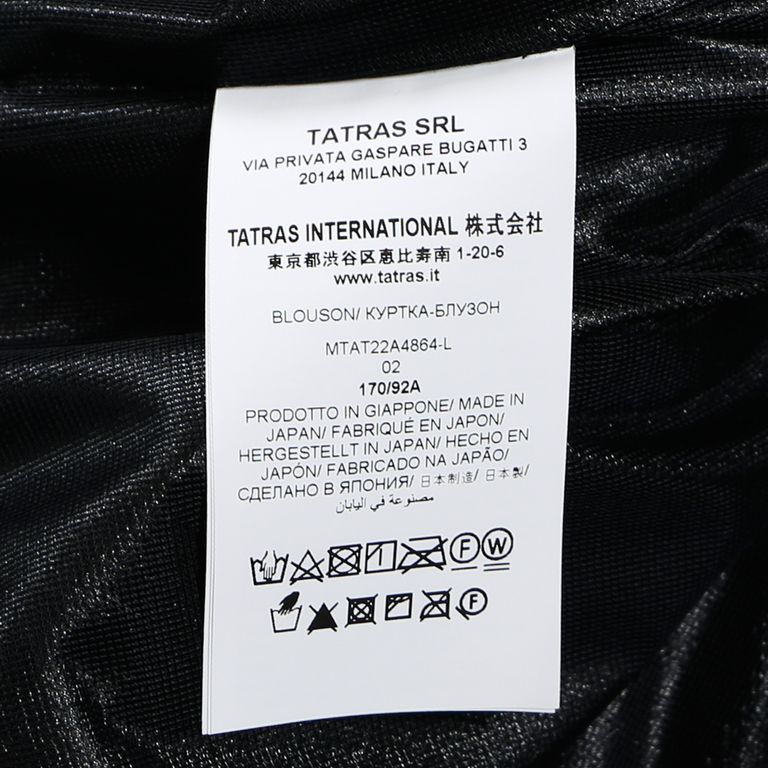 TATRAS SRL
VIA PRIVATA GASPARE BUGATTI 3
20144 MILANO ITALY
TATRAS INTERNATIONAL 株式会社
東京都渋谷区恵比寿南 1-20-6
www.tatras.it
BLOUSON/ КУРТКА-БЛУЗОН
MTAT22A4864-L
02
170/92A
PRODOTTO IN GIAPPONE/ MADE IN
JAPAN/ FABRIQUÉ EN JAPON/
HERGESTELLT IN JAPAN/ HECHO EN
JAPÓN/ FABRICADO NA JAPÃO/
СДЕЛАНО В ЯПОНИЯ/ 日本制造/ 日本製/
مصنوعة في اليابان
F W
F